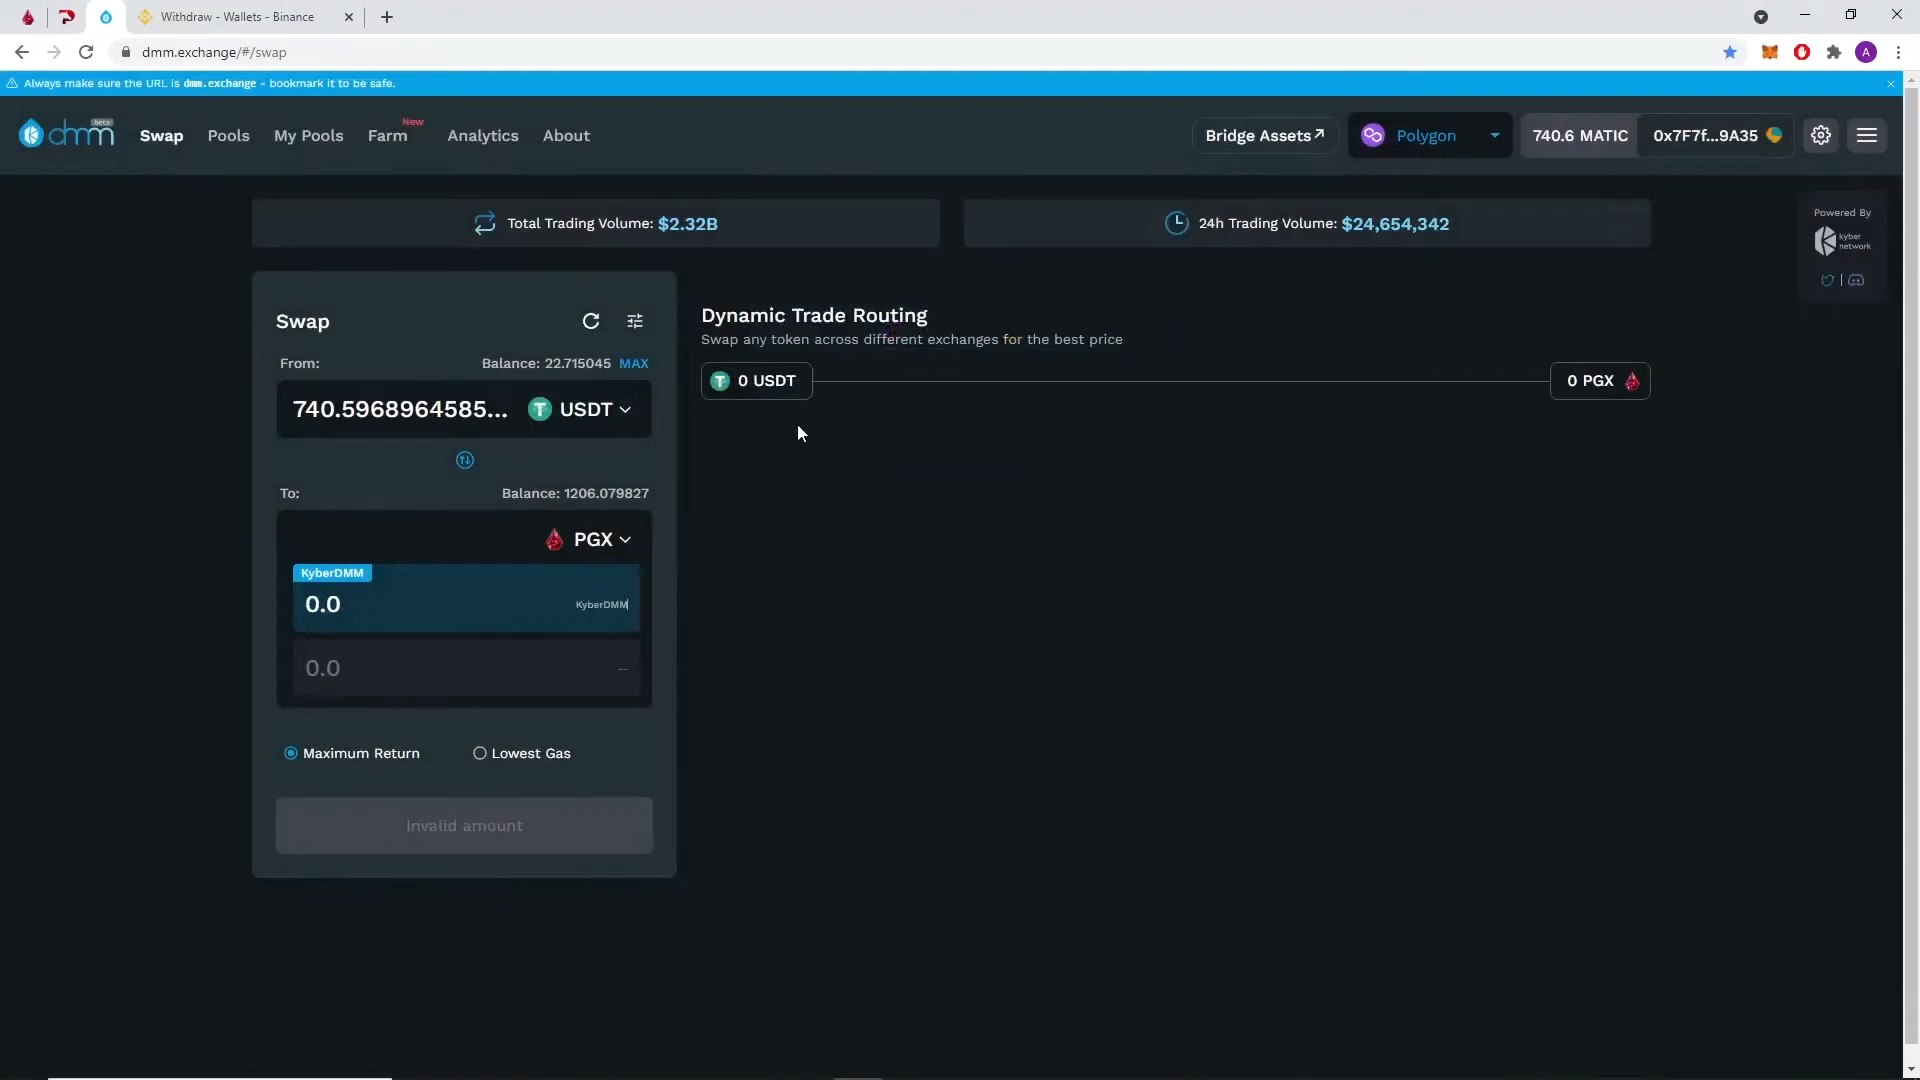 Withdraw - Wallets - Binance
dmm.exchange/#/swap
A
Always make sure the URL is dmm.exchange - bookmark it to be safe.
dmm beta
Swap
Pools
My Pools
Farm New
Analytics
About
Bridge Assets↗
Polygon
740.6 MATIC
0x7F7f...9A35
Total Trading Volume: $2.32B
24h Trading Volume: $24,654,342
Powered By
kyber
network
|
Swap
From:
Balance: 22.715045 MAX
740.5968964585... USDT
To:
Balance: 1206.079827
PGX
KyberDMM
0.0
KyberDMM
0.0
--
Maximum Return
Lowest Gas
Invalid amount
Dynamic Trade Routing
Swap any token across different exchanges for the best price
0 USDT
0 PGX